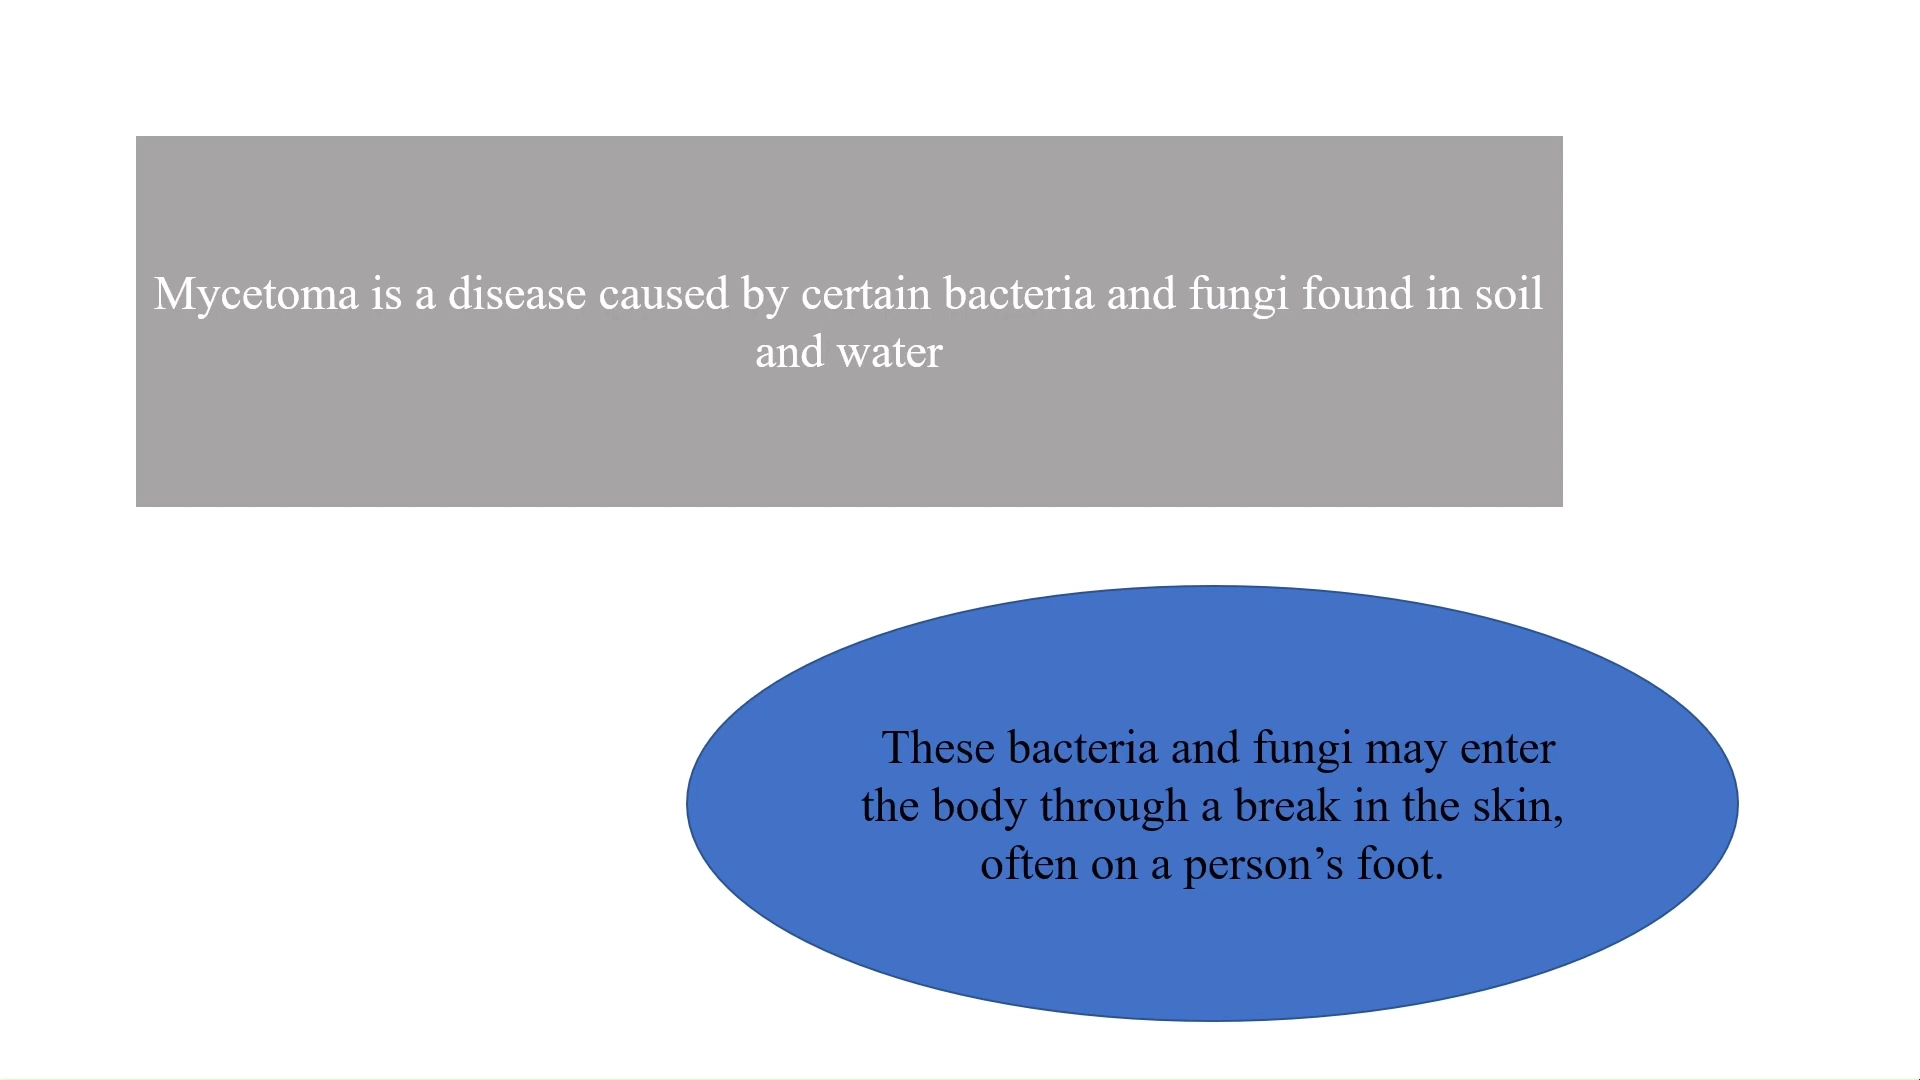 Mycetoma is a disease caused by certain bacteria and fungi found in soil
and water
These bacteria and fungi may enter
the body through a break in the skin,
often on a person’s foot.